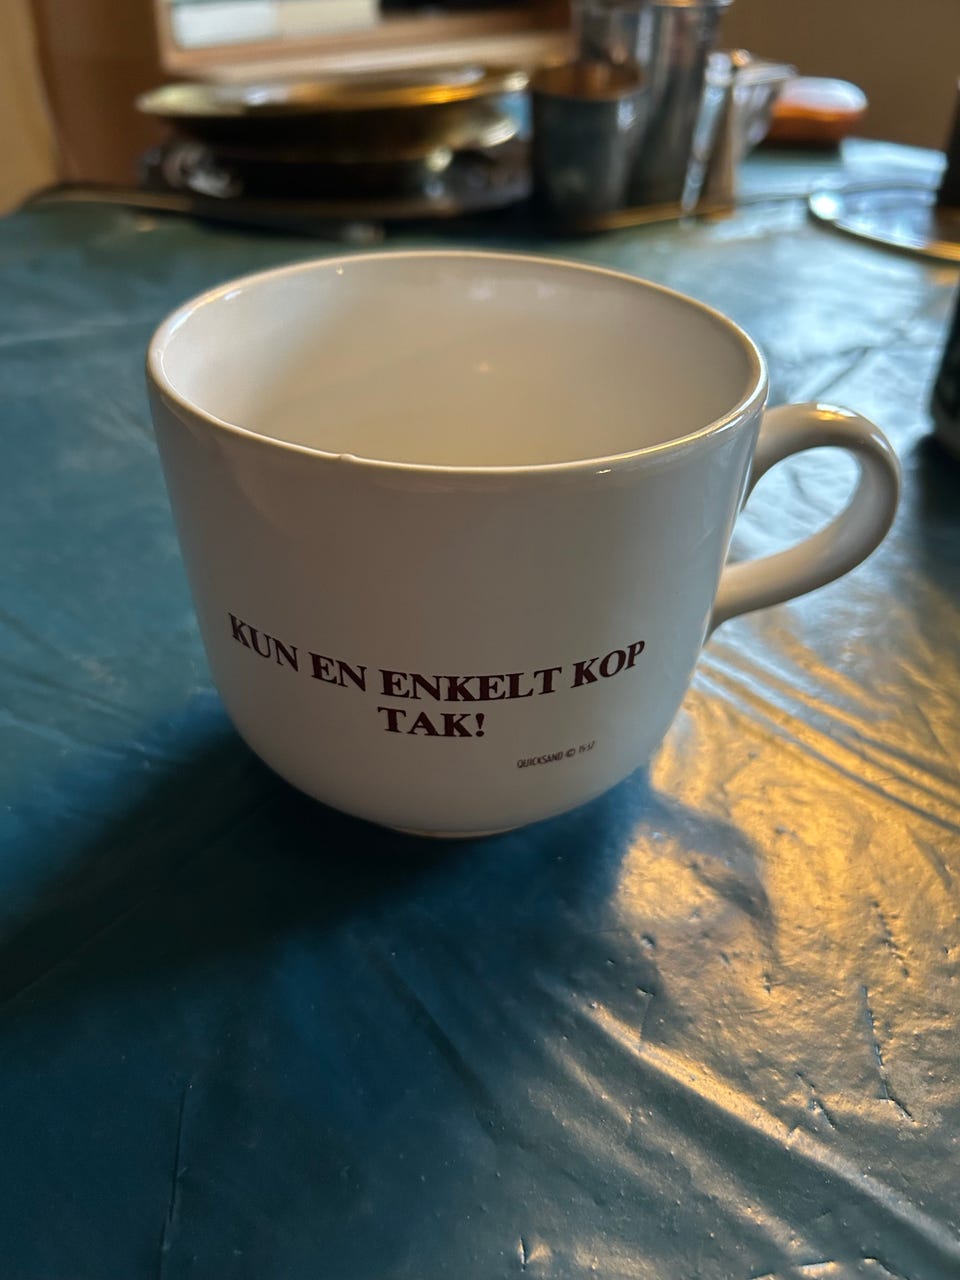 KUN EN ENKELT KOP
TAK!
QUICKSAND ©